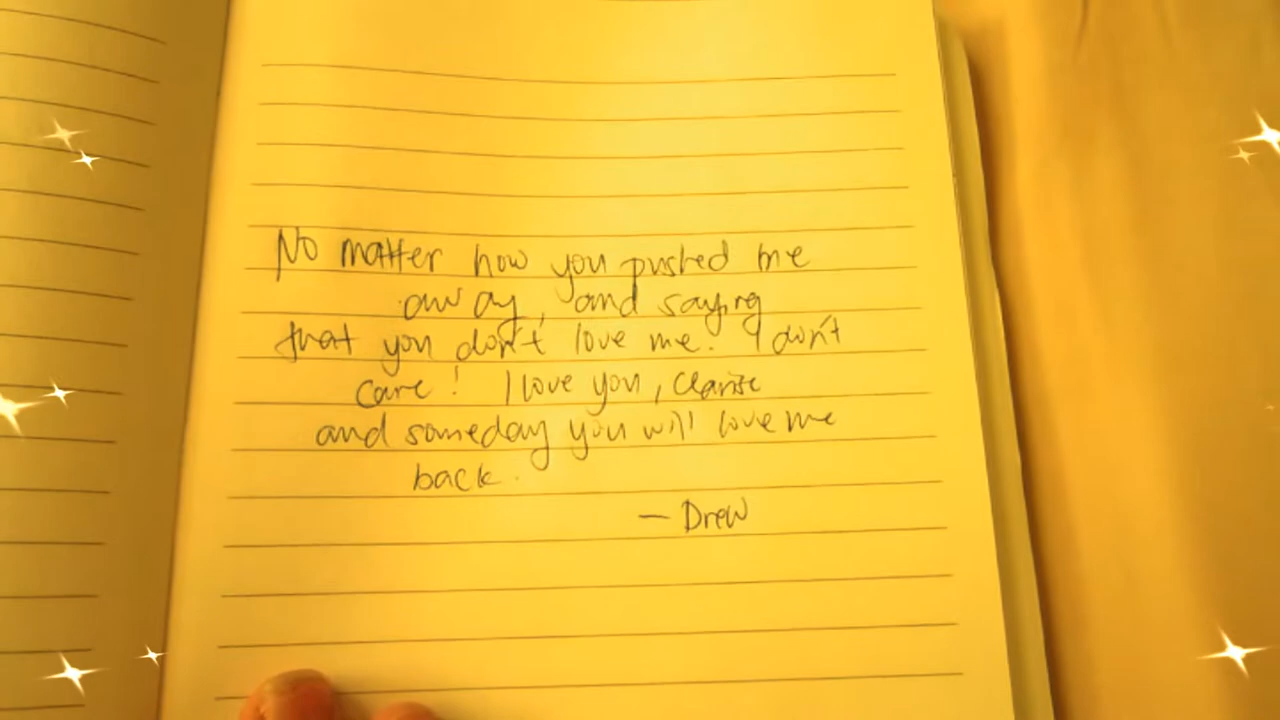 No matter how you pushed me
away, and saying
that you don't love me. I don't
care! I love you, Clarise
and someday you will love me
back.
— Drew